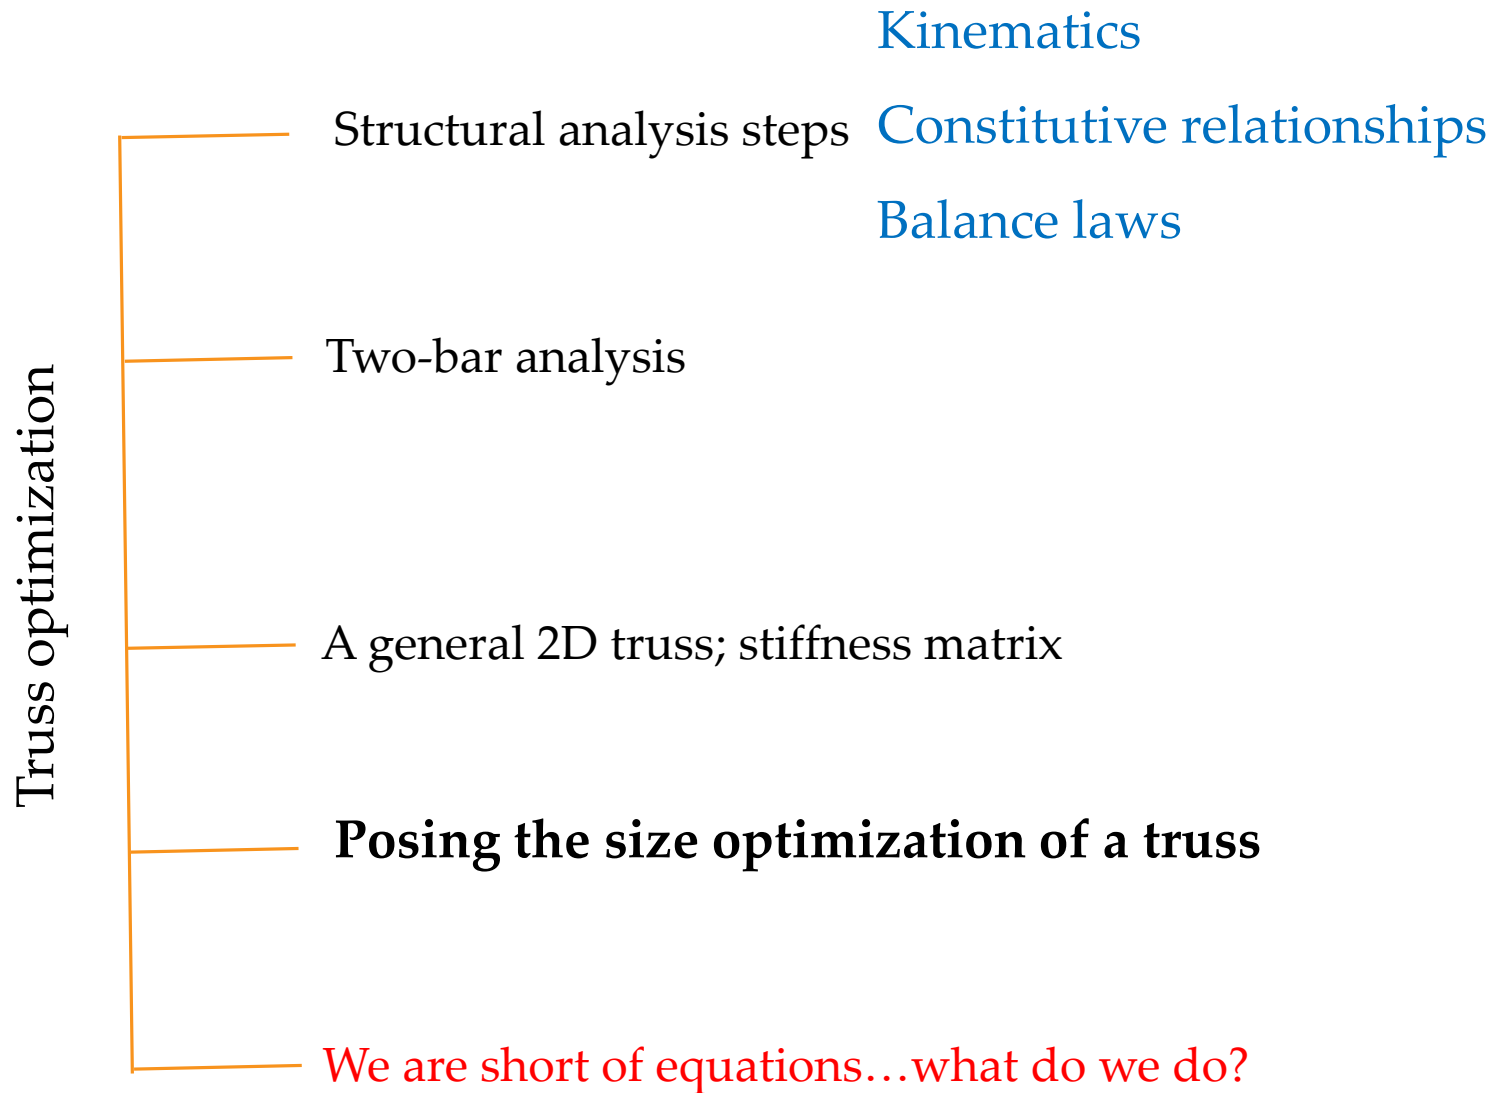 Truss optimization
Kinematics
Structural analysis steps
Constitutive relationships
Balance laws
Two-bar analysis
A general 2D truss; stiffness matrix
Posing the size optimization of a truss
We are short of equations…what do we do?